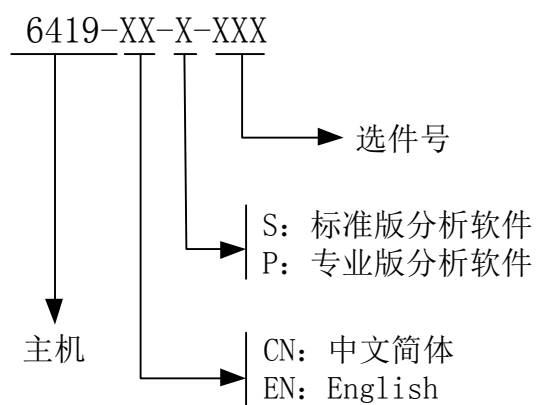 6419-XX-X-XXX
选件号
S：标准版分析软件
P：专业版分析软件
主机
CN：中文简体
EN：English